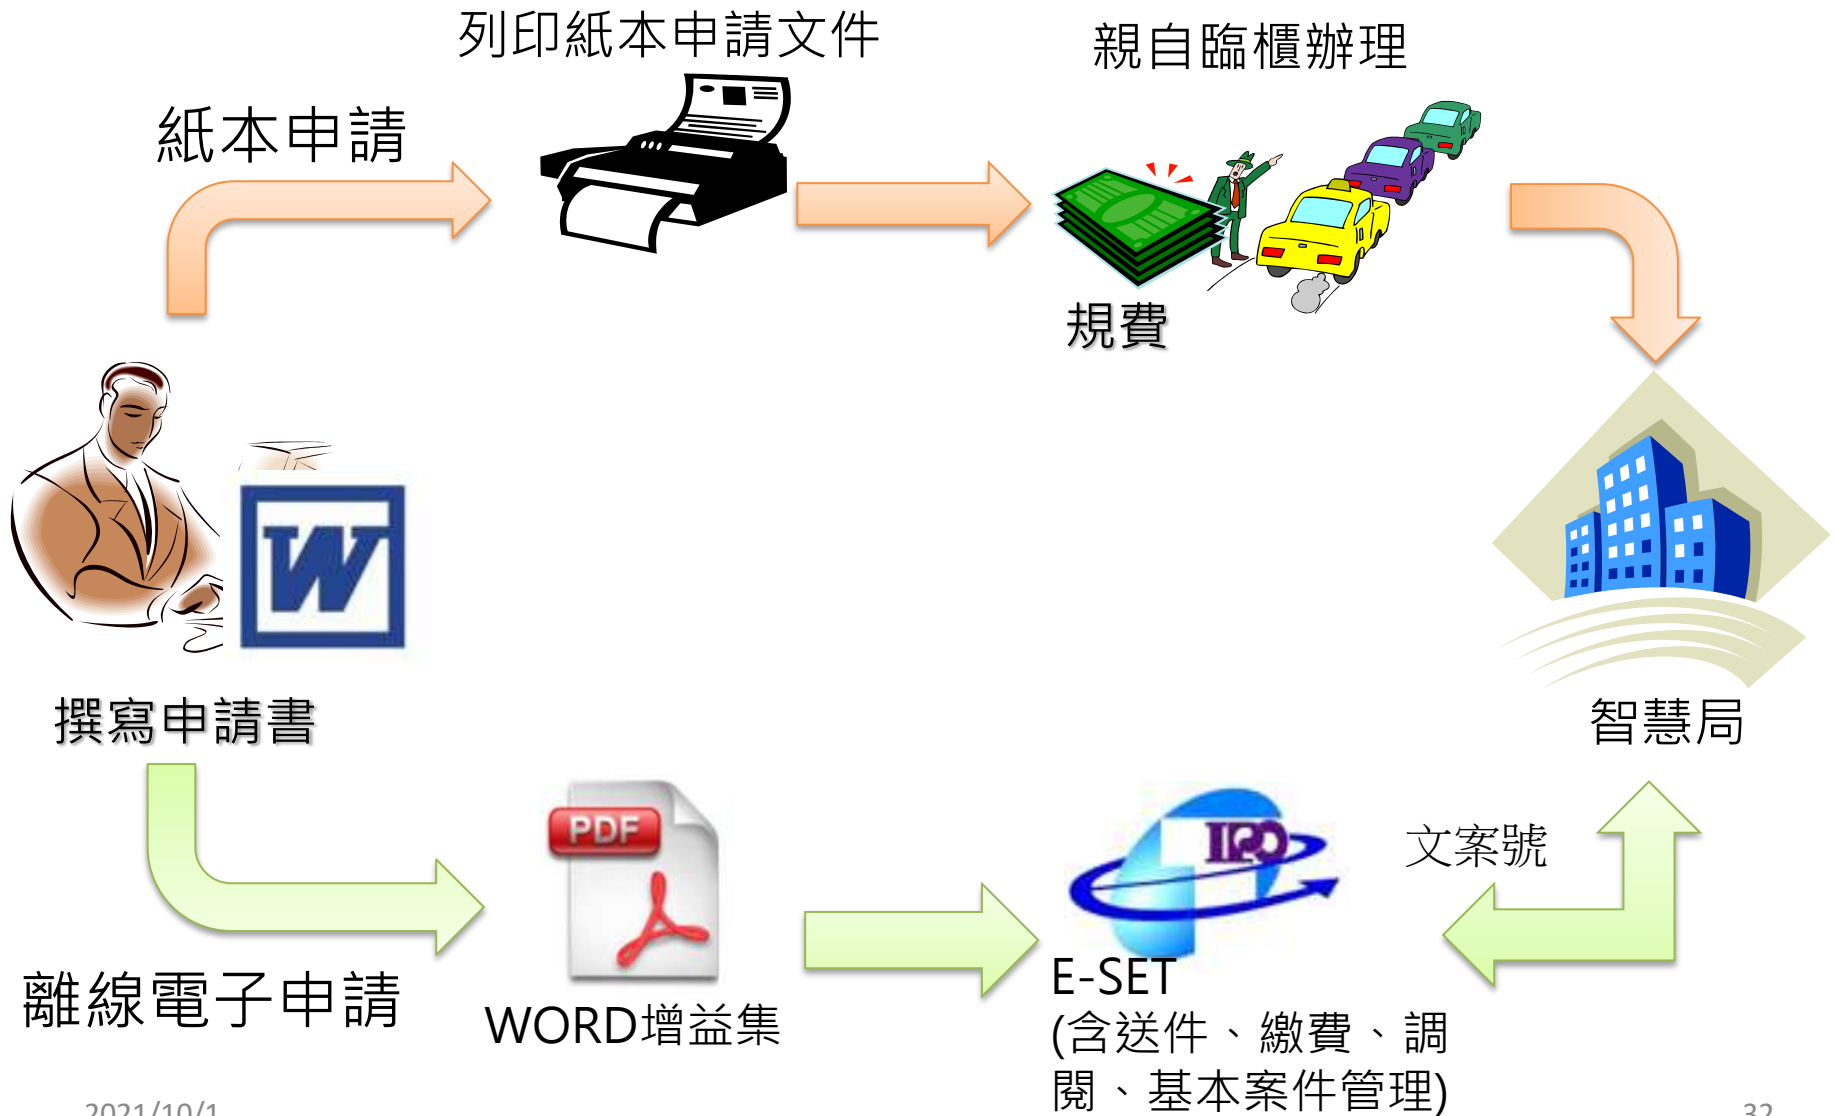 列印紙本申請文件
親自臨櫃辦理
紙本申請
規費
W
撰寫申請書
智慧局
PDF
IPO
文案號
離線電子申請
WORD增益集
E-SET
(含送件、繳費、調
閱、基本案件管理)
2021/10/1
32